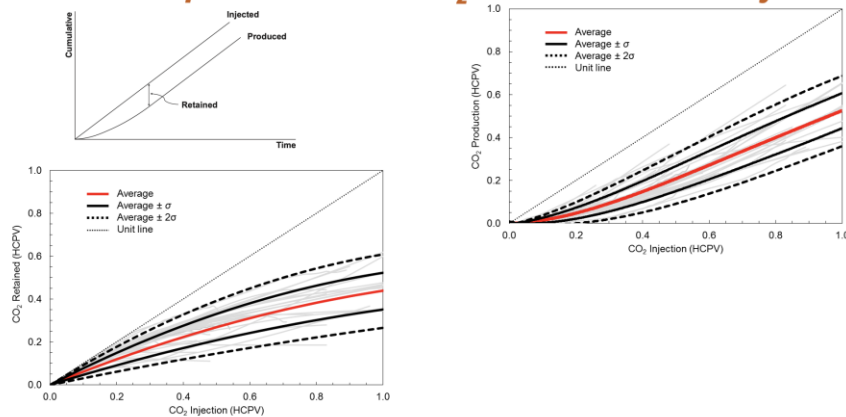 Cumulative
Injected
Produced
Retained
Time
CO₂ Retained (HCPV)
1.0
0.8
0.6
0.4
0.2
0.0
Average
Average ± σ
Average ± 2σ
Unit line
0.0 0.2 0.4 0.6 0.8 1.0
CO₂ Injection (HCPV)
CO₂ Production (HCPV)
1.0
0.8
0.6
0.4
0.2
0.0
Average
Average ± σ
Average ± 2σ
Unit line
0.0 0.2 0.4 0.6 0.8 1.0
CO₂ Injection (HCPV)